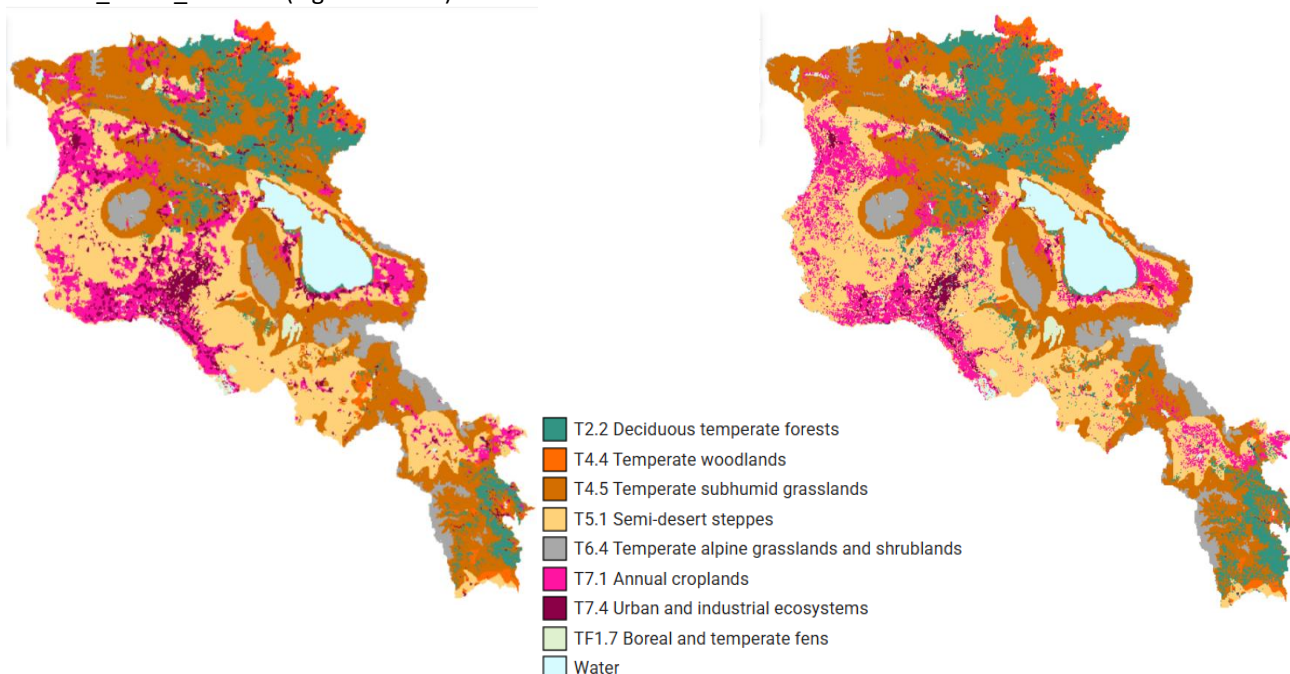 T2.2 Deciduous temperate forests
T4.4 Temperate woodlands
T4.5 Temperate subhumid grasslands
T5.1 Semi-desert steppes
T6.4 Temperate alpine grasslands and shrublands
T7.1 Annual croplands
T7.4 Urban and industrial ecosystems
TF1.7 Boreal and temperate fens
Water